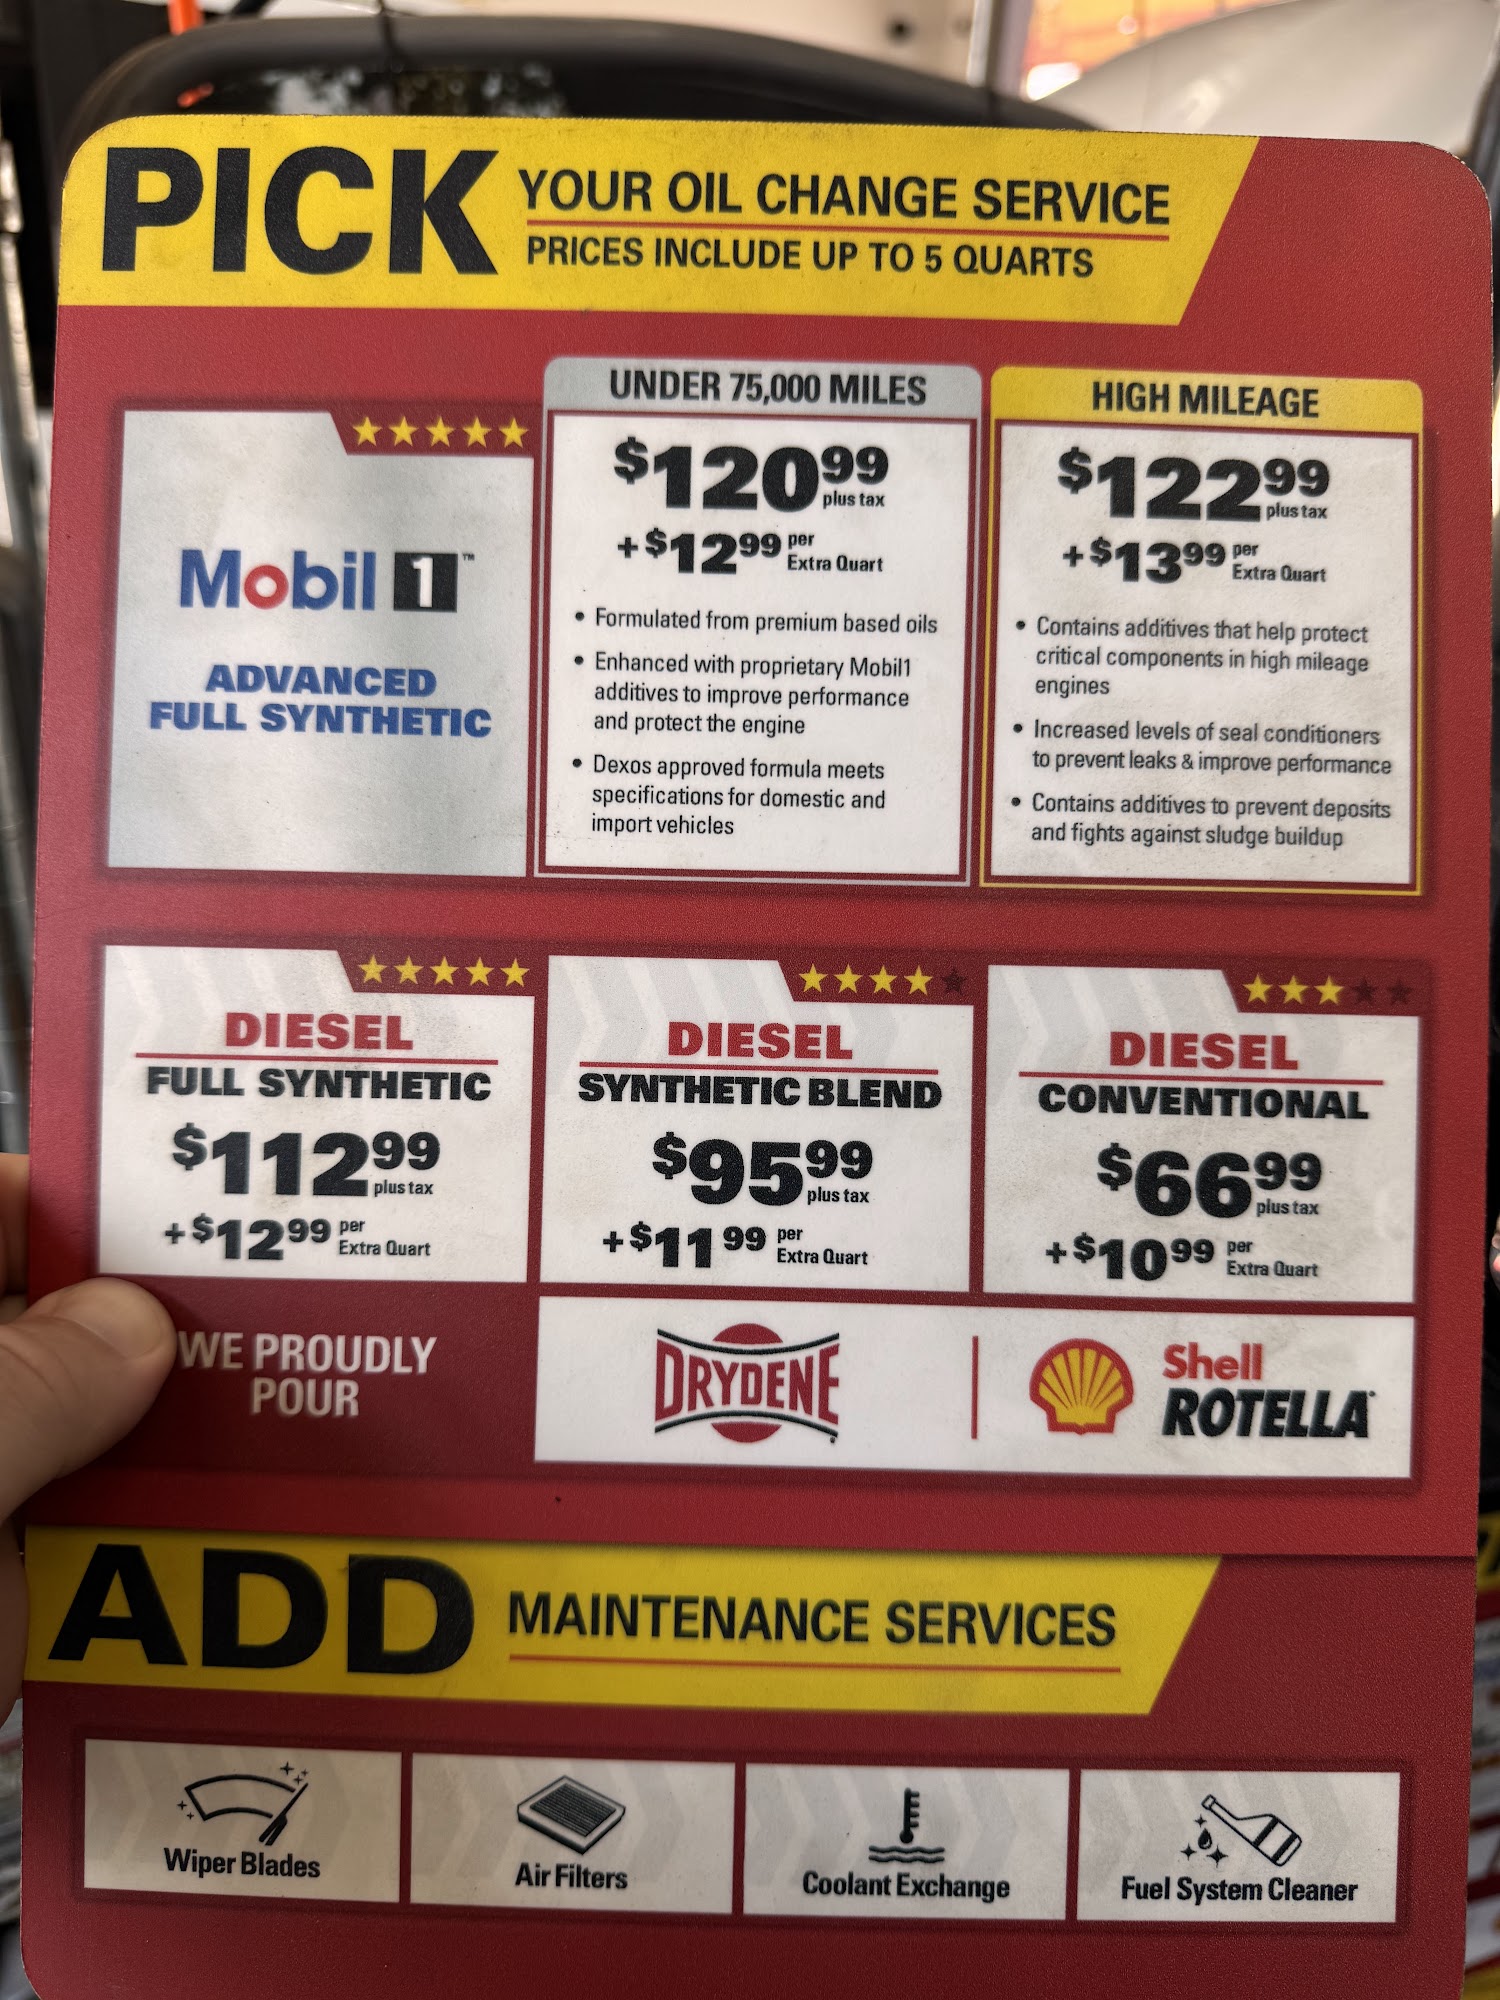 PICK
YOUR OIL CHANGE SERVICE
PRICES INCLUDE UP TO 5 QUARTS
Mobil 1™
ADVANCED
FULL SYNTHETIC
UNDER 75,000 MILES
$120 99
plus tax
+$12 99 per
Extra Quart
• Formulated from premium based oils
• Enhanced with proprietary Mobil1
additives to improve performance
and protect the engine
• Dexos approved formula meets
specifications for domestic and
import vehicles
HIGH MILEAGE
$122 99
plus tax
+$13 99 per
Extra Quart
• Contains additives that help protect
critical components in high mileage
engines
• Increased levels of seal conditioners
to prevent leaks & improve performance
• Contains additives to prevent deposits
and fights against sludge buildup
DIESEL
FULL SYNTHETIC
$112 99
plus tax
+$12 99 per
Extra Quart
DIESEL
SYNTHETIC BLEND
$95 99
plus tax
+$11 99 per
Extra Quart
DIESEL
CONVENTIONAL
$66 99
plus tax
+$10 99 per
Extra Quart
WE PROUDLY
POUR
DRYDENE
Shell
ROTELLA
ADD
MAINTENANCE SERVICES
Wiper Blades
Air Filters
Coolant Exchange
Fuel System Cleaner